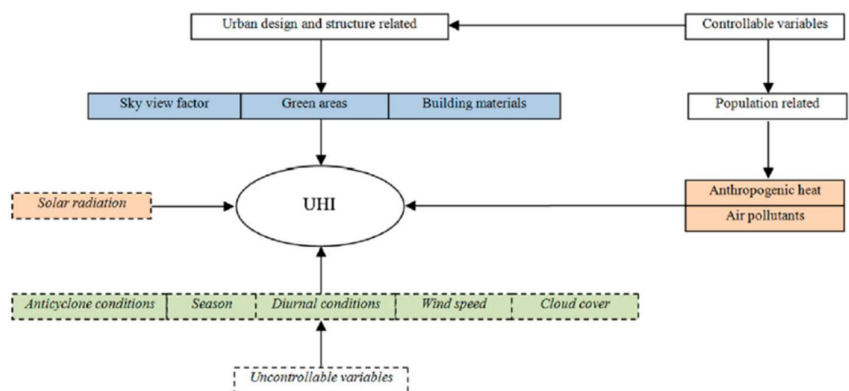 Urban design and structure related
Controllable variables
Sky view factor
Green areas
Building materials
Population related
Solar radiation
UHI
Anthropogenic heat
Air pollutants
Anticyclone conditions
Season
Diurnal conditions
Wind speed
Cloud cover
Uncontrollable variables